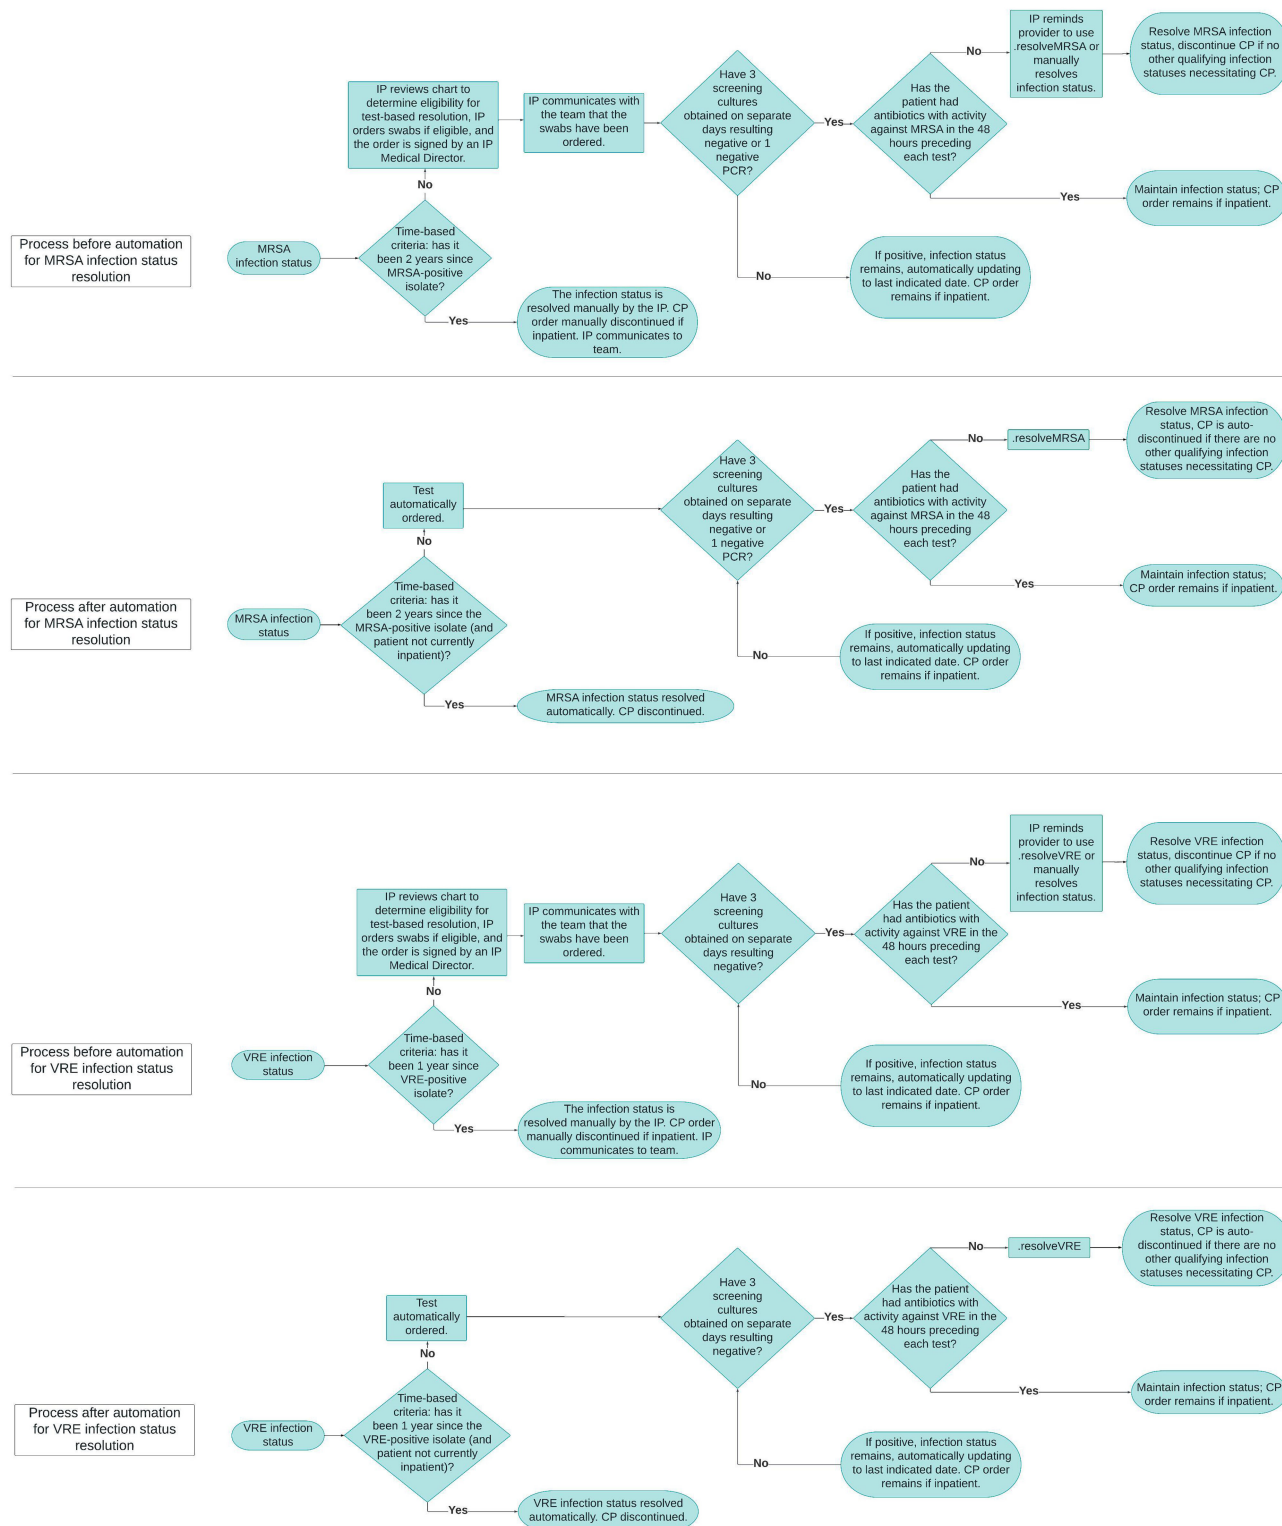 Process before automation
for MRSA infection status
resolution
MRSA
infection status
Time-based
criteria: has it
been 2 years since
MRSA-positive
isolate?
No
IP reviews chart to
determine eligibility for
test-based resolution, IP
orders swabs if eligible, and
the order is signed by an IP
Medical Director.
Yes
The infection status is
resolved manually by the IP. CP
order manually discontinued if
inpatient. IP communicates to
team.
IP communicates with
the team that the
swabs have been
ordered.
Have 3
screening
cultures
obtained on separate
days resulting
negative or 1
negative
PCR?
Yes
No
If positive, infection status
remains, automatically updating
to last indicated date. CP order
remains if inpatient.
Has the
patient had
antibiotics with activity
against MRSA in the 48
hours preceding
each test?
No
IP reminds
provider to use
.resolveMRSA or
manually
resolves
infection status.
Resolve MRSA infection
status, discontinue CP if no
other qualifying infection
statuses necessitating CP.
Yes
Maintain infection status; CP
order remains if inpatient.
Process after automation
for MRSA infection status
resolution
MRSA infection
status
Time-based
criteria: has it
been 2 years since the
MRSA-positive isolate (and
patient not currently
inpatient)?
No
Test
automatically
ordered.
Yes
MRSA infection status resolved
automatically. CP discontinued.
Have 3
screening
cultures
obtained on separate
days resulting
negative or
1 negative
PCR?
Yes
No
If positive, infection status
remains, automatically updating
to last indicated date. CP order
remains if inpatient.
Has the
patient had
antibiotics with activity
against MRSA in the 48
hours preceding
each test?
No
.resolveMRSA
Resolve MRSA infection
status, CP is auto-
discontinued if there are no
other qualifying infection
statuses necessitating CP.
Yes
Maintain infection status;
CP order remains if inpatient.
Process before automation
for VRE infection status
resolution
VRE infection
status
Time-based
criteria: has it
been 1 year since
VRE-positive
isolate?
No
IP reviews chart to
determine eligibility for
test-based resolution, IP
orders swabs if eligible, and
the order is signed by an IP
Medical Director.
Yes
The infection status is
resolved manually by the IP. CP order
manually discontinued if inpatient. IP
communicates to team.
IP communicates with
the team that the
swabs have been
ordered.
Have 3
screening
cultures
obtained on separate
days resulting
negative?
Yes
No
If positive, infection status
remains, automatically updating
to last indicated date. CP order
remains if inpatient.
Has the patient
had antibiotics with
activity against VRE in the
48 hours preceding
each test?
No
IP reminds
provider to use
.resolveVRE or
manually
resolves
infection status.
Resolve VRE infection
status, discontinue CP if no
other qualifying infection
statuses necessitating CP.
Yes
Maintain infection status; CP
order remains if inpatient.
Process after automation
for VRE infection status
resolution
VRE infection
status
Time-based
criteria: has it
been 1 year since the
VRE-positive isolate (and
patient not currently
inpatient)?
No
Test
automatically
ordered.
Yes
VRE infection status resolved
automatically. CP discontinued.
Have 3
screening
cultures
obtained on separate
days resulting
negative?
Yes
No
If positive, infection status
remains, automatically updating
to last indicated date. CP order
remains if inpatient.
Has the patient
had antibiotics with
activity against VRE in the
48 hours preceding
each test?
No
.resolveVRE
Resolve VRE infection
status, CP is auto-
discontinued if there are no
other qualifying infection
statuses necessitating CP.
Yes
Maintain infection status; CP
order remains if inpatient.